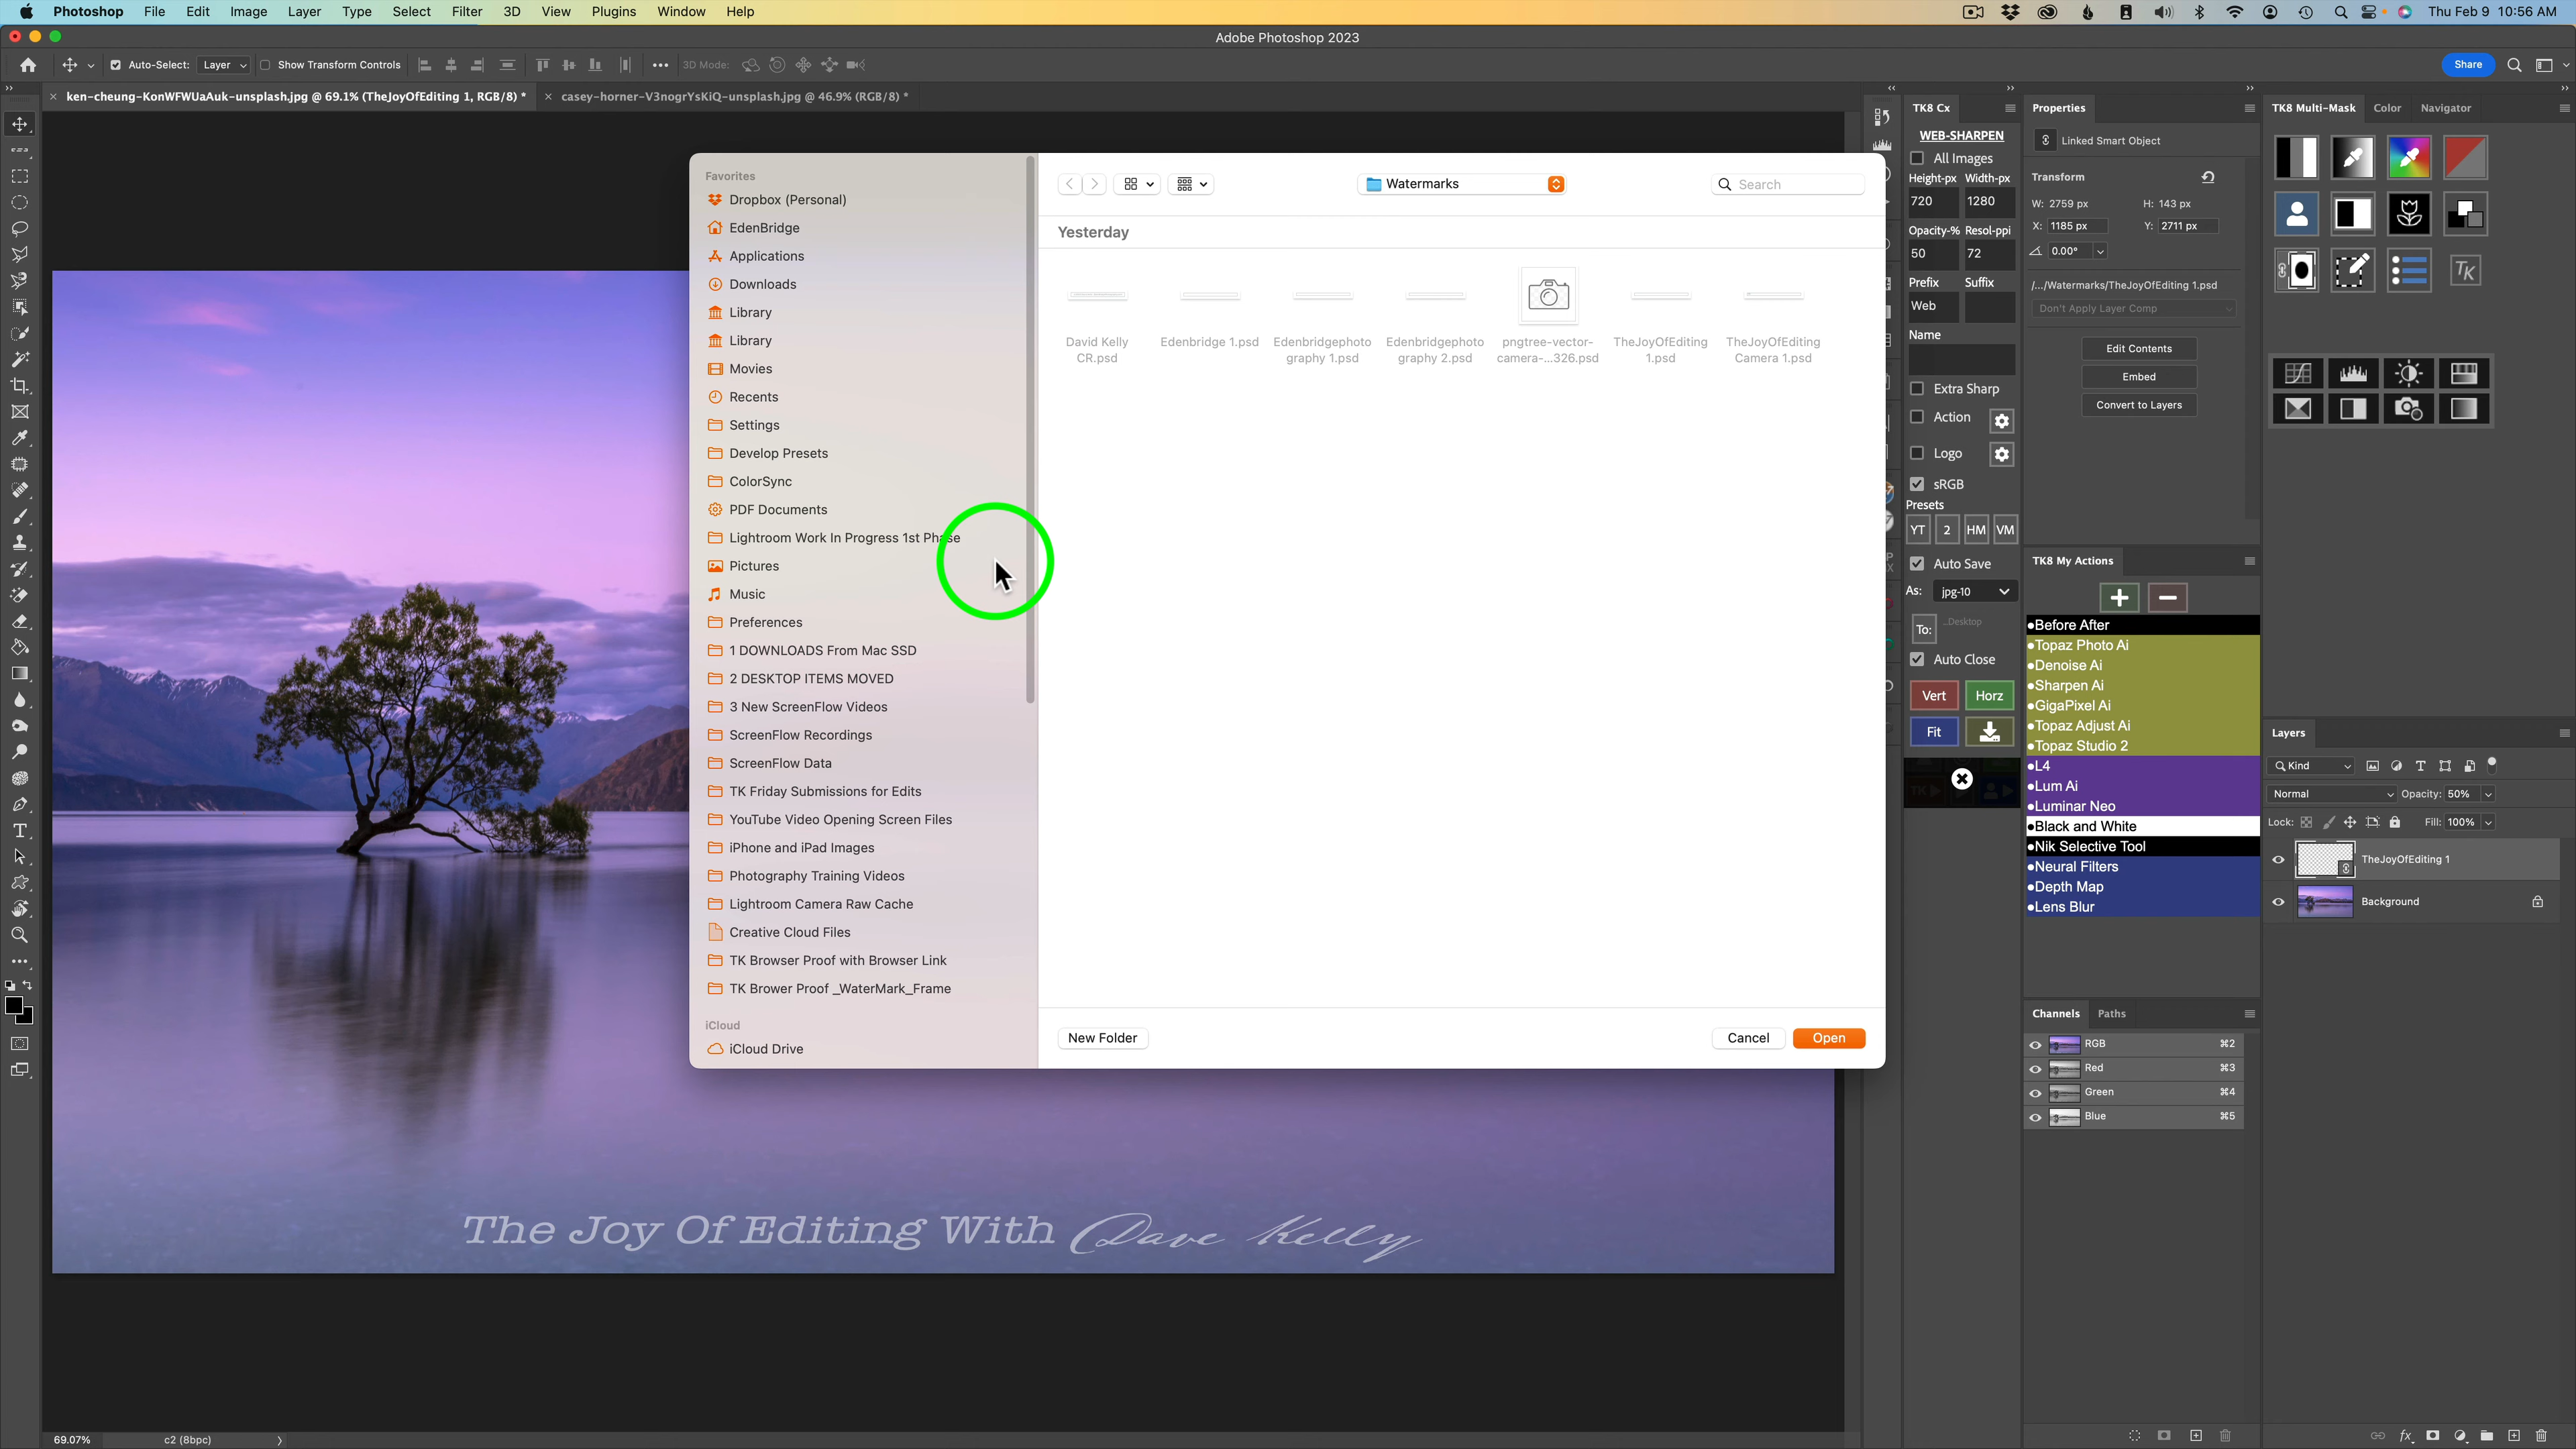 Photoshop File Edit Image Layer Type Select Filter 3D View Plugins Window Help
Thu Feb 9 10:56 AM
Adobe Photoshop 2023
Auto-Select: Layer Show Transform Controls
3D Mode:
Share
ken-cheung-KonWFWUaAuk-unsplash.jpg @ 69.1% (TheJoyOfEditing 1, RGB/8) *
casey-horner-V3nogrYsKiQ-unsplash.jpg @ 46.9% (RGB/8) *
Favorites
Dropbox (Personal)
EdenBridge
Applications
Downloads
Library
Library
Movies
Recents
Settings
Develop Presets
ColorSync
PDF Documents
Lightroom Work In Progress 1st Phase
Pictures
Music
Preferences
1 DOWNLOADS From Mac SSD
2 DESKTOP ITEMS MOVED
3 New ScreenFlow Videos
ScreenFlow Recordings
ScreenFlow Data
TK Friday Submissions for Edits
YouTube Video Opening Screen Files
iPhone and iPad Images
Photography Training Videos
Lightroom Camera Raw Cache
Creative Cloud Files
TK Browser Proof with Browser Link
TK Brower Proof _WaterMark_Frame
iCloud
iCloud Drive
Watermarks
Search
Yesterday
David Kelly
CR.psd
Edenbridge 1.psd
Edenbridgephoto
graphy 1.psd
Edenbridgephoto
graphy 2.psd
pngtree-vector-
camera-...326.psd
TheJoyOfEditing
1.psd
TheJoyOfEditing
Camera 1.psd
New Folder
Cancel
Open
The Joy Of Editing With Dave Kelly
69.07%
c2 (8bpc)
TK8 Cx
WEB-SHARPEN
All Images
Height-px Width-px
720 1280
Opacity-% Resol-ppi
50 72
Prefix Suffix
Web
Name
Extra Sharp
Action
Logo
sRGB
Presets
YT 2 HM VM
Auto Save
As: jpg-10
To: ..Desktop
Auto Close
Vert Horz
Fit
Properties
Linked Smart Object
Transform
W: 2759 px H: 143 px
X: 1185 px Y: 2711 px
0.00°
/.../Watermarks/TheJoyOfEditing 1.psd
Don't Apply Layer Comp
Edit Contents
Embed
Convert to Layers
TK8 My Actions
Before After
Topaz Photo Ai
Denoise Ai
Sharpen Ai
GigaPixel Ai
Topaz Adjust Ai
Topaz Studio 2
L4
Lum Ai
Luminar Neo
Black and White
Nik Selective Tool
Neural Filters
Depth Map
Lens Blur
Channels Paths
RGB ⌘2
Red ⌘3
Green ⌘4
Blue ⌘5
TK8 Multi-Mask Color Navigator
TK
Layers
Kind
Normal Opacity: 50%
Lock: Fill: 100%
TheJoyOfEditing 1
Background
fx